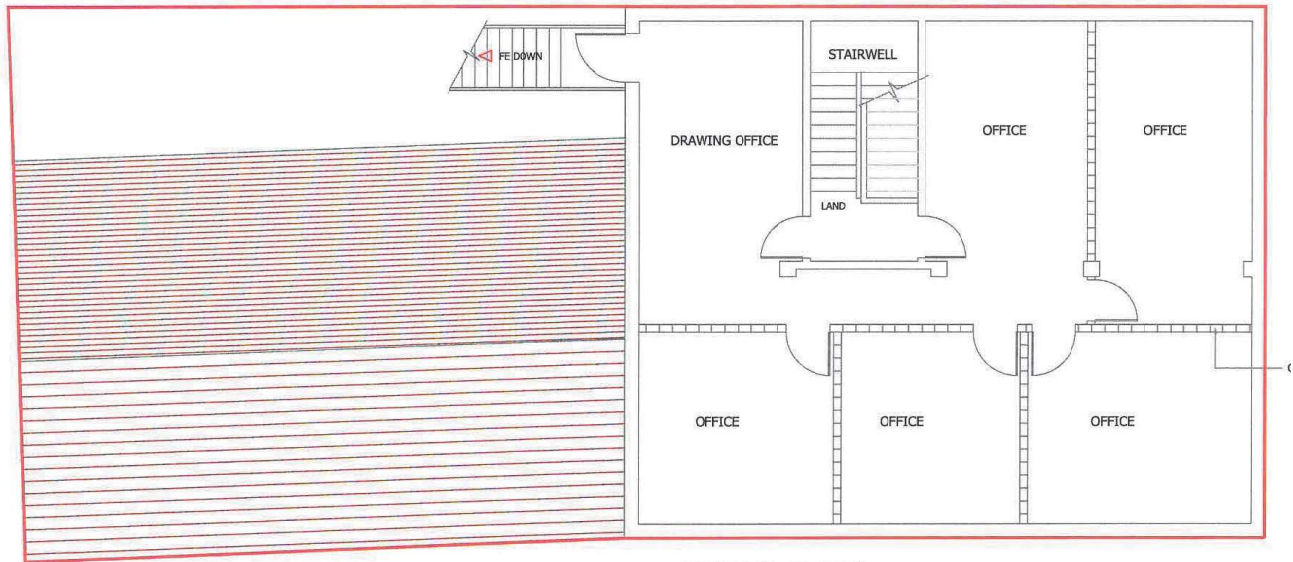 FE DOWN
STAIRWELL
DRAWING OFFICE
OFFICE
OFFICE
LAND
OFFICE
OFFICE
OFFICE